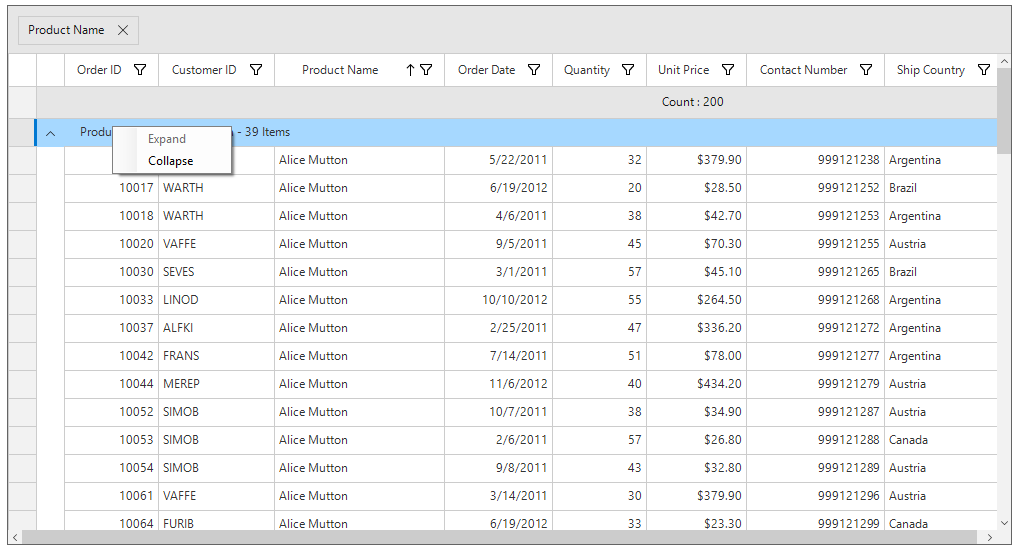 Product Name
Order ID Customer ID Product Name Order Date Quantity Unit Price Contact Number Ship Country
Count : 200
- 39 Items
Expand
Collapse
Alice Mutton 5/22/2011 32 $379.90 999121238 Argentina
10017 WARTH Alice Mutton 6/19/2012 20 $28.50 999121252 Brazil
10018 WARTH Alice Mutton 4/6/2011 38 $42.70 999121253 Argentina
10020 VAFFE Alice Mutton 9/5/2011 45 $70.30 999121255 Austria
10030 SEVES Alice Mutton 3/1/2011 57 $45.10 999121265 Brazil
10033 LINOD Alice Mutton 10/10/2012 55 $264.50 999121268 Argentina
10037 ALFKI Alice Mutton 2/25/2011 47 $336.20 999121272 Argentina
10042 FRANS Alice Mutton 7/14/2011 51 $78.00 999121277 Argentina
10044 MEREP Alice Mutton 11/6/2012 40 $434.20 999121279 Austria
10052 SIMOB Alice Mutton 10/7/2011 38 $34.90 999121287 Austria
10053 SIMOB Alice Mutton 2/6/2011 57 $26.80 999121288 Canada
10054 SIMOB Alice Mutton 9/8/2011 43 $32.80 999121289 Austria
10061 VAFFE Alice Mutton 3/14/2011 30 $379.90 999121296 Austria
10064 FURIB Alice Mutton 6/19/2012 33 $23.30 999121299 Canada